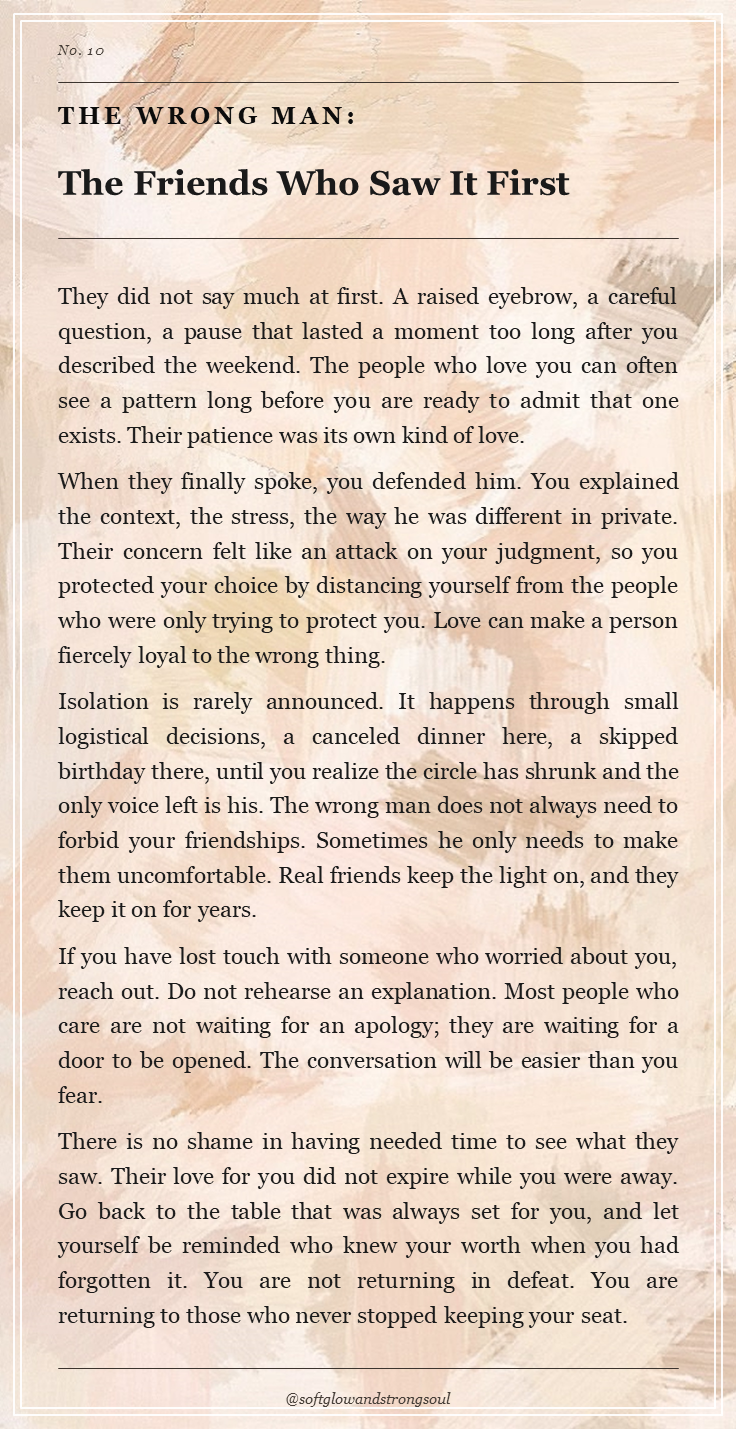 No. 10
THE WRONG MAN:
The Friends Who Saw It First
They did not say much at first. A raised eyebrow, a careful
question, a pause that lasted a moment too long after you
described the weekend. The people who love you can often
see a pattern long before you are ready to admit that one
exists. Their patience was its own kind of love.
When they finally spoke, you defended him. You explained
the context, the stress, the way he was different in private.
Their concern felt like an attack on your judgment, so you
protected your choice by distancing yourself from the people
who were only trying to protect you. Love can make a person
fiercely loyal to the wrong thing.
Isolation is rarely announced. It happens through small
logistical decisions, a canceled dinner here, a skipped
birthday there, until you realize the circle has shrunk and the
only voice left is his. The wrong man does not always need to
forbid your friendships. Sometimes he only needs to make
them uncomfortable. Real friends keep the light on, and they
keep it on for years.
If you have lost touch with someone who worried about you,
reach out. Do not rehearse an explanation. Most people who
care are not waiting for an apology; they are waiting for a
door to be opened. The conversation will be easier than you
fear.
There is no shame in having needed time to see what they
saw. Their love for you did not expire while you were away.
Go back to the table that was always set for you, and let
yourself be reminded who knew your worth when you had
forgotten it. You are not returning in defeat. You are
returning to those who never stopped keeping your seat.
@softglowandstrongsoul